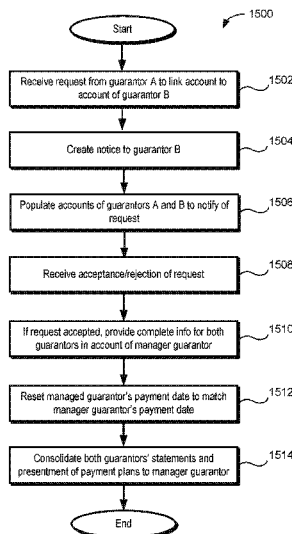 1500
Start
Receive request from guarantor A to link account to
account of guarantor B
1502
Create notice to guarantor B
1504
Populate accounts of guarantors A and B to notify of
request
1506
Receive acceptance/rejection of request
1508
If request accepted, provide complete info for both
guarantors in account of manager guarantor
1510
Reset managed guarantor's payment date to match
manager guarantor's payment date
1512
Consolidate both guarantors' statements and
presentment of payment plans to manager guarantor
1514
End